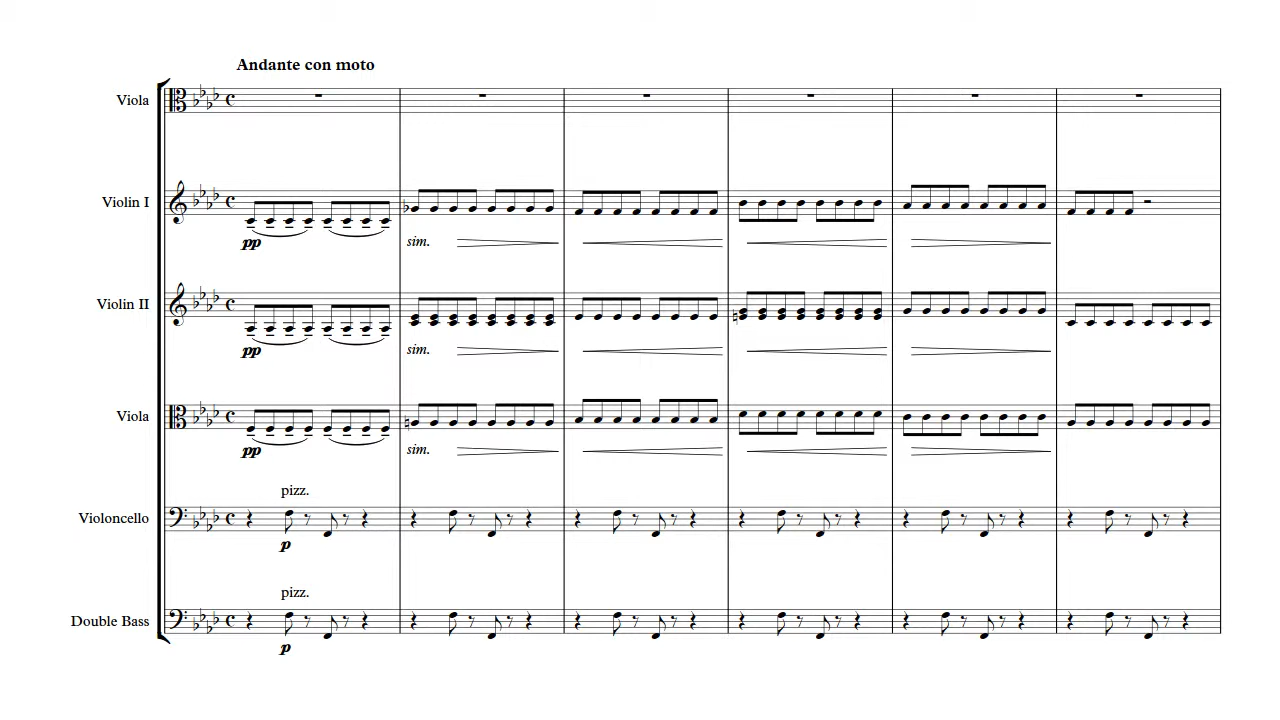 Andante con moto
Viola
Violin I
pp
sim.
Violin II
pp
sim.
Viola
pp
sim.
pizz.
Violoncello
p
pizz.
Double Bass
p